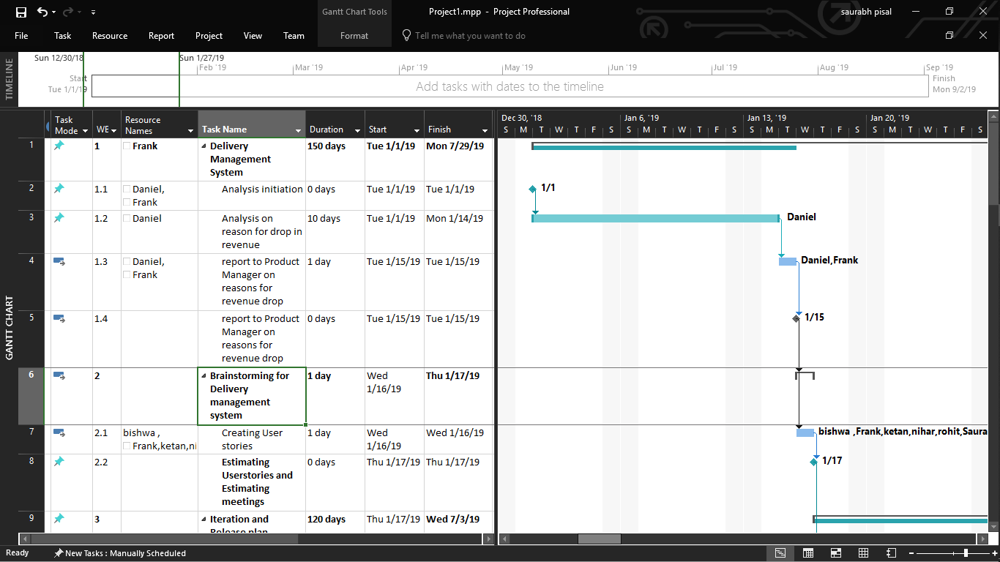 Gantt Chart Tools
Project1.mpp - Project Professional
saurabh pisal
File Task Resource Report Project View Team Format Tell me what you want to do
TIMELINE
Sun 12/30/18 Sun 1/27/19
Feb '19 Mar '19 Apr '19 May '19 Jun '19 Jul '19 Aug '19 Sep '19
Start
Tue 1/1/19
Add tasks with dates to the timeline
Finish
Mon 9/2/19
GANTT CHART
Task Mode WE Resource Names Task Name Duration Start Finish
Dec 30, '18 Jan 6, '19 Jan 13, '19 Jan 20, '19
S M T W T F S S M T W T F S S M T W T F S S M T W T F S
1 1 Frank Delivery Management System 150 days Tue 1/1/19 Mon 7/29/19
2 1.1 Daniel, Frank Analysis initiation 0 days Tue 1/1/19 Tue 1/1/19 1/1
3 1.2 Daniel Analysis on reason for drop in revenue 10 days Tue 1/1/19 Mon 1/14/19 Daniel
4 1.3 Daniel, Frank report to Product Manager on reasons for revenue drop 1 day Tue 1/15/19 Tue 1/15/19 Daniel,Frank
5 1.4 report to Product Manager on reasons for revenue drop 0 days Tue 1/15/19 Tue 1/15/19 1/15
6 2 Brainstorming for Delivery management system 1 day Wed 1/16/19 Thu 1/17/19
7 2.1 bishwa , Frank,ketan,ni Creating User stories 1 day Wed 1/16/19 Wed 1/16/19 bishwa ,Frank,ketan,nihar,rohit,Saura
8 2.2 Estimating Userstories and Estimating meetings 0 days Thu 1/17/19 Thu 1/17/19 1/17
9 3 Iteration and Release plan 120 days Thu 1/17/19 Wed 7/3/19
Ready New Tasks : Manually Scheduled